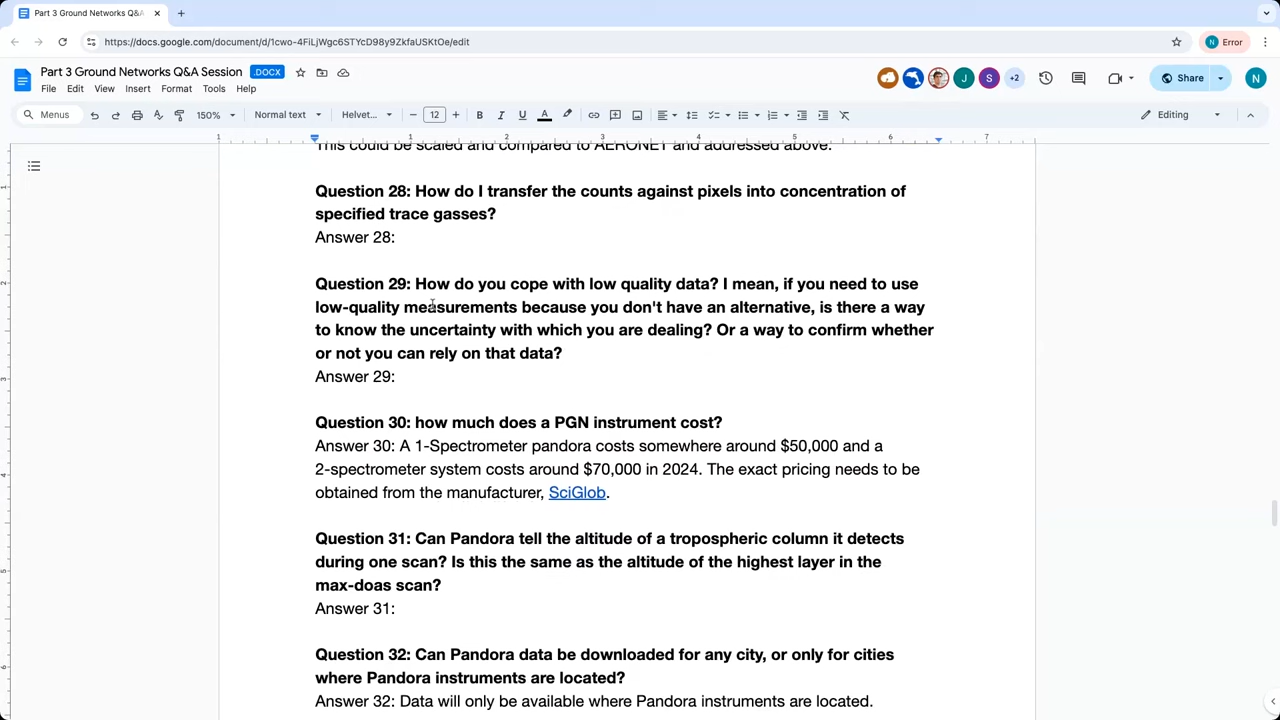 Part 3 Ground Networks Q&A
https://docs.google.com/document/d/1cwo-4FiLjWgc6STYcD98y9ZkfaUSKtOe/edit
N Error
Part 3 Ground Networks Q&A Session .DOCX
File Edit View Insert Format Tools Help
J S +2 Share N
Menus 150% Normal text Helvet... 12 B I U A Editing
1 1 2 3 4 5 6 7
This could be scaled and compared to AERONET and addressed above.
Question 28: How do I transfer the counts against pixels into concentration of
specified trace gasses?
Answer 28:
Question 29: How do you cope with low quality data? I mean, if you need to use
low-quality measurements because you don't have an alternative, is there a way
to know the uncertainty with which you are dealing? Or a way to confirm whether
or not you can rely on that data?
Answer 29:
Question 30: how much does a PGN instrument cost?
Answer 30: A 1-Spectrometer pandora costs somewhere around $50,000 and a
2-spectrometer system costs around $70,000 in 2024. The exact pricing needs to be
obtained from the manufacturer, SciGlob.
Question 31: Can Pandora tell the altitude of a tropospheric column it detects
during one scan? Is this the same as the altitude of the highest layer in the
max-doas scan?
Answer 31:
Question 32: Can Pandora data be downloaded for any city, or only for cities
where Pandora instruments are located?
Answer 32: Data will only be available where Pandora instruments are located.